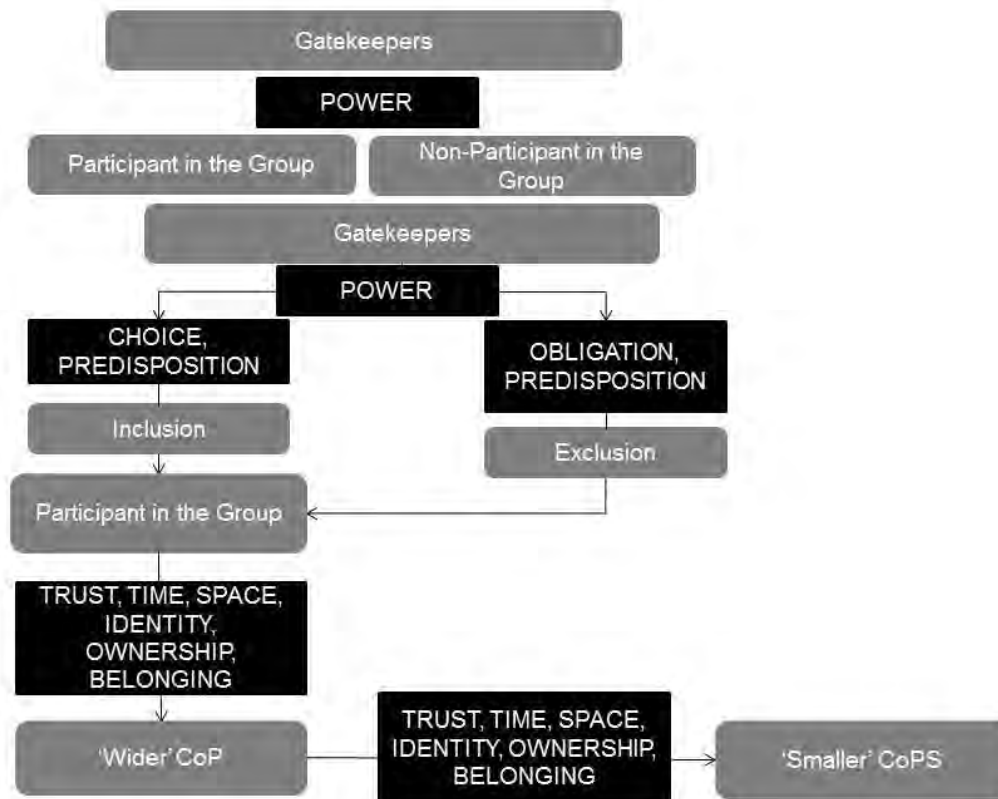 Gatekeepers
POWER
Participant in the Group
Non-Participant in the
Group
Gatekeepers
POWER
CHOICE,
PREDISPOSITION
OBLIGATION,
PREDISPOSITION
Inclusion
Exclusion
Participant in the Group
TRUST, TIME, SPACE,
IDENTITY,
OWNERSHIP,
BELONGING
'Wider' CoP
TRUST, TIME, SPACE,
IDENTITY, OWNERSHIP,
BELONGING
'Smaller' CoPS